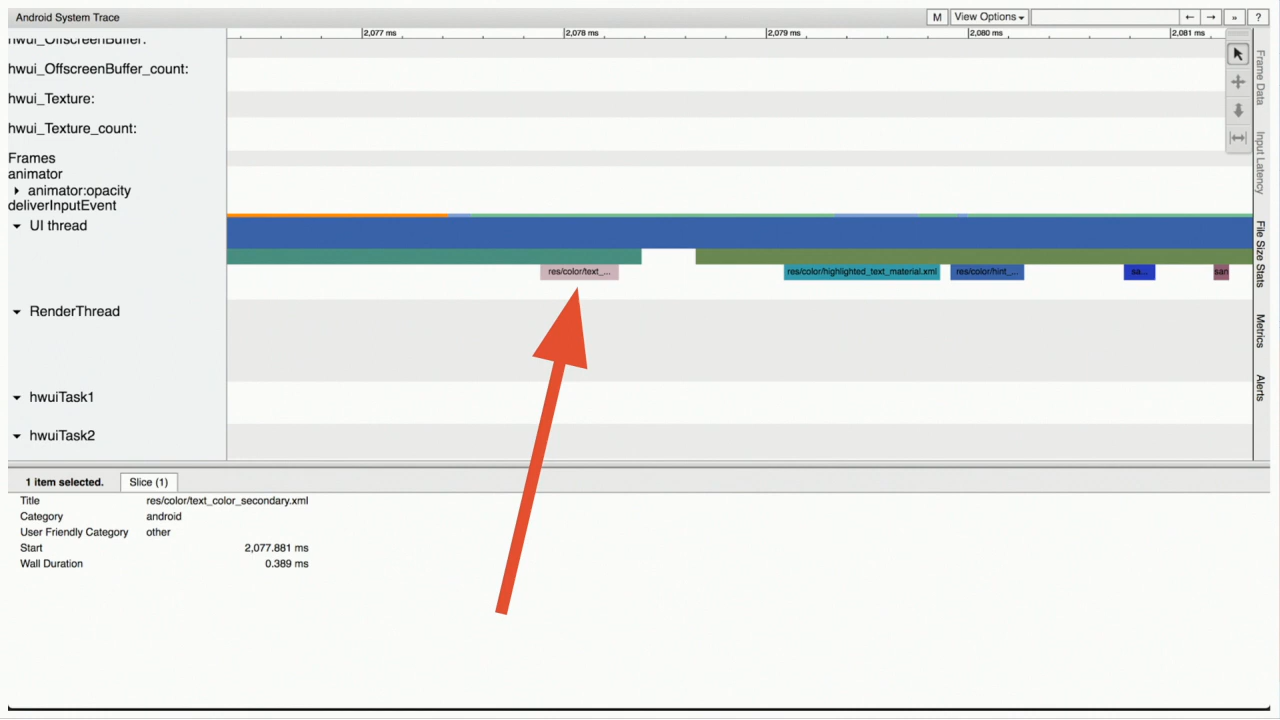 Android System Trace
M
View Options
»
?
2,077 ms
2,078 ms
2,079 ms
2,080 ms
2,081 ms
hwui_OffscreenBuffer:
hwui_OffscreenBuffer_count:
hwui_Texture:
hwui_Texture_count:
Frames
animator
animator:opacity
deliverInputEvent
UI thread
res/color/text_...
res/color/highlighted_text_material.xml
res/color/hint_...
sa...
san
RenderThread
hwuiTask1
hwuiTask2
Frame Data
Input Latency
File Size Stats
Metrics
Alerts
1 item selected.
Slice (1)
Title res/color/text_color_secondary.xml
Category android
User Friendly Category other
Start 2,077.881 ms
Wall Duration 0.389 ms